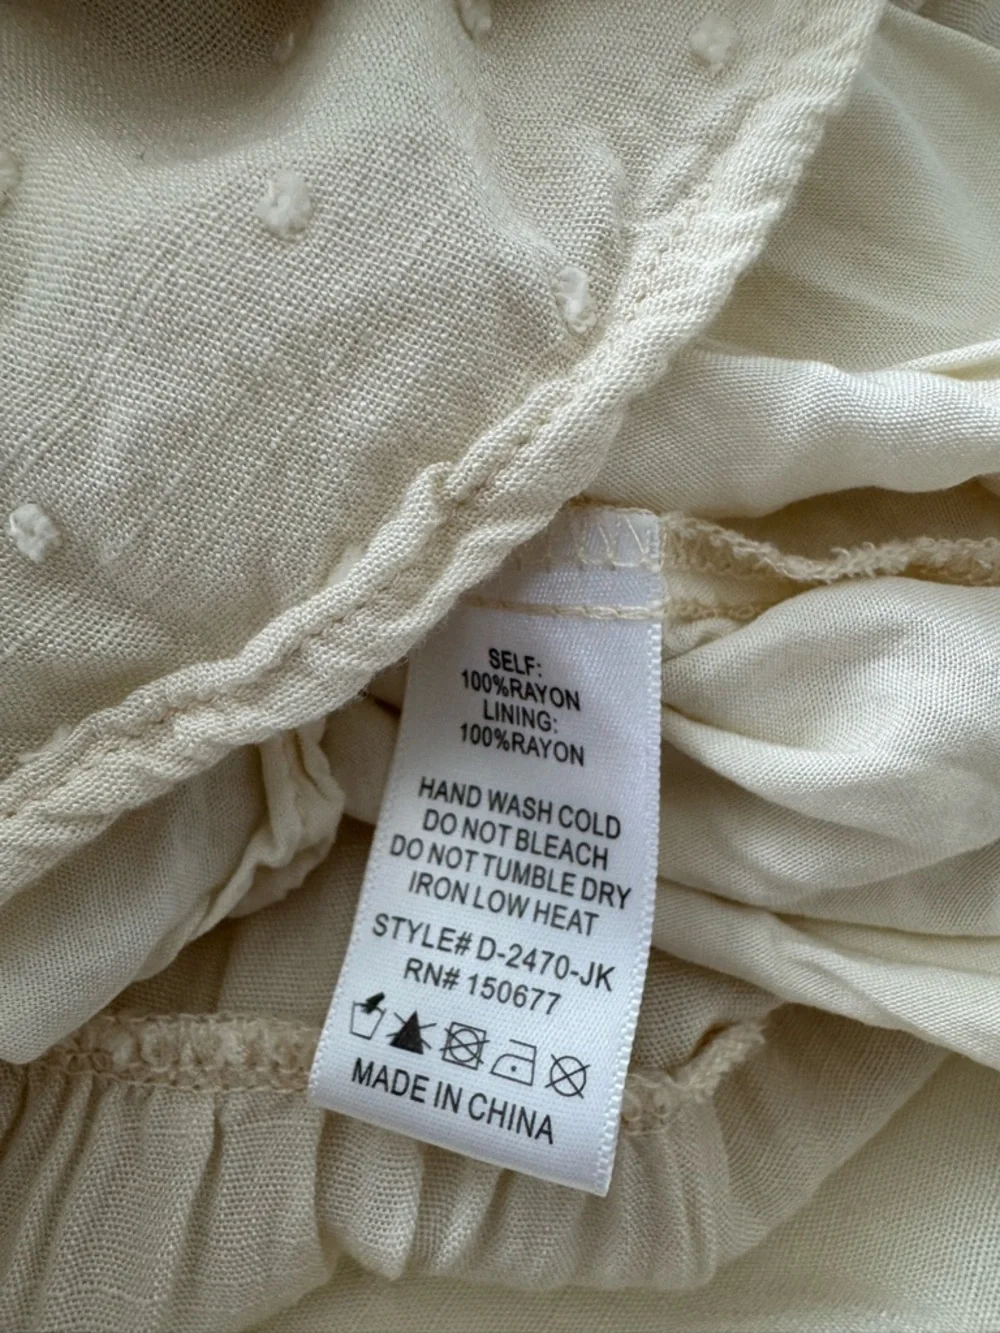 SELF:
100%RAYON
LINING:
100%RAYON
HAND WASH COLD
DO NOT BLEACH
DO NOT TUMBLE DRY
IRON LOW HEAT
STYLE# D-2470-JK
RN# 150677
MADE IN CHINA